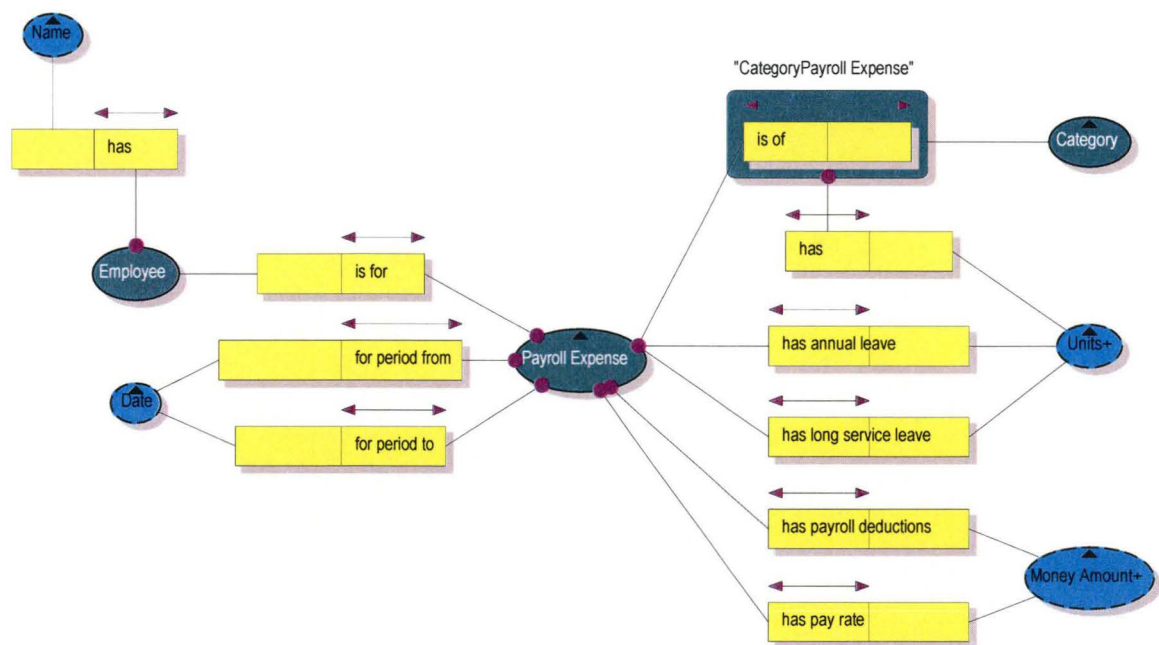 Name
"CategoryPayroll Expense"
has
is of
Category
has
Employee
is for
for period from
Payroll Expense
has annual leave
Units+
Date
for period to
has long service leave
has payroll deductions
Money Amount+
has pay rate